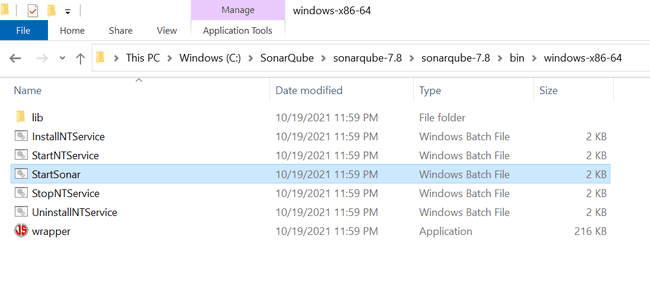 Manage windows-x86-64
File Home Share View Application Tools
This PC > Windows (C:) > SonarQube > sonarqube-7.8 > sonarqube-7.8 > bin > windows-x86-64
Name Date modified Type Size
lib 10/19/2021 11:59 PM File folder
InstallNTService 10/19/2021 11:59 PM Windows Batch File 2 KB
StartNTService 10/19/2021 11:59 PM Windows Batch File 2 KB
StartSonar 10/19/2021 11:59 PM Windows Batch File 2 KB
StopNTService 10/19/2021 11:59 PM Windows Batch File 2 KB
UninstallNTService 10/19/2021 11:59 PM Windows Batch File 2 KB
wrapper 10/19/2021 11:59 PM Application 216 KB